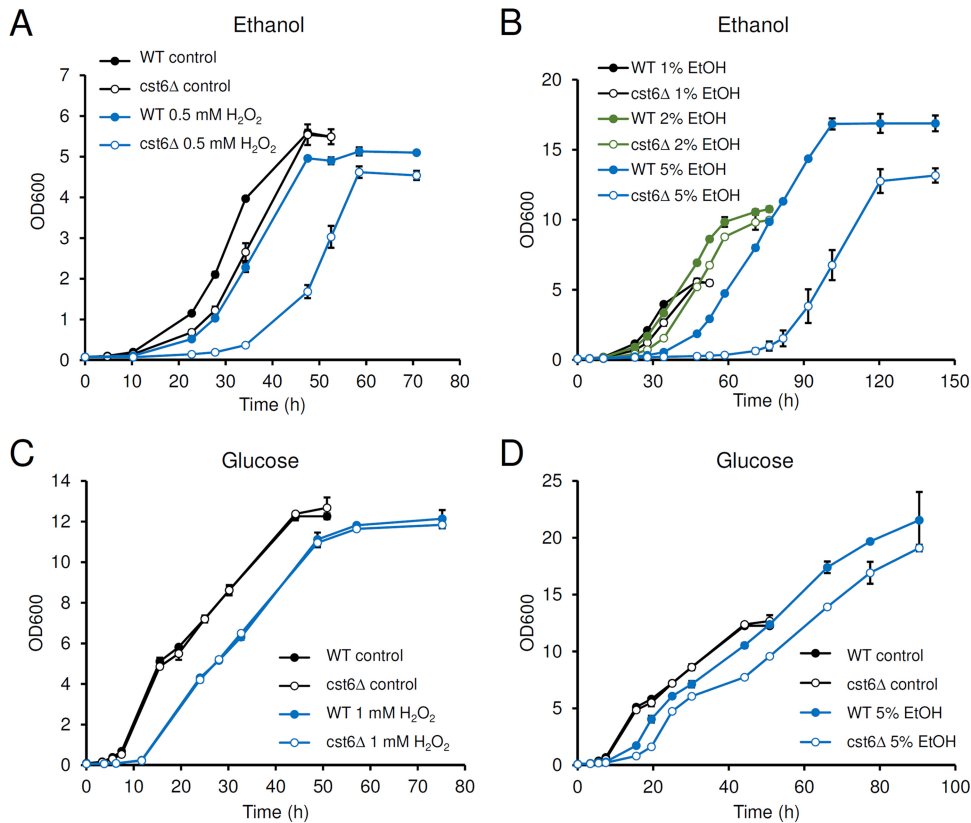 A
Ethanol
WT control
cst6Δ control
WT 0.5 mM H₂O₂
cst6Δ 0.5 mM H₂O₂
7
6
5
4
3
2
1
0
OD600
0 10 20 30 40 50 60 70 80
Time (h)
B
Ethanol
WT 1% EtOH
cst6Δ 1% EtOH
WT 2% EtOH
cst6Δ 2% EtOH
WT 5% EtOH
cst6Δ 5% EtOH
20
15
10
5
0
OD600
0 30 60 90 120 150
Time (h)
C
Glucose
14
12
10
8
6
4
2
0
OD600
WT control
cst6Δ control
WT 1 mM H₂O₂
cst6Δ 1 mM H₂O₂
0 10 20 30 40 50 60 70 80
Time (h)
D
Glucose
25
20
15
10
5
0
OD600
WT control
cst6Δ control
WT 5% EtOH
cst6Δ 5% EtOH
0 20 40 60 80 100
Time (h)